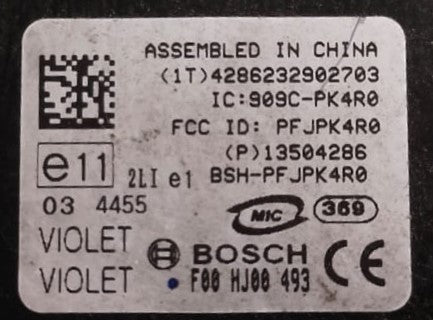 ASSEMBLED IN CHINA
(1T)4286232902703
IC:909C-PK4R0
FCC ID: PFJPK4R0
(P)13504286
e11 2LI e1 BSH-PFJPK4R0
03 4455
MIC 369
VIOLET
BOSCH CE
VIOLET F00 HJ00 493